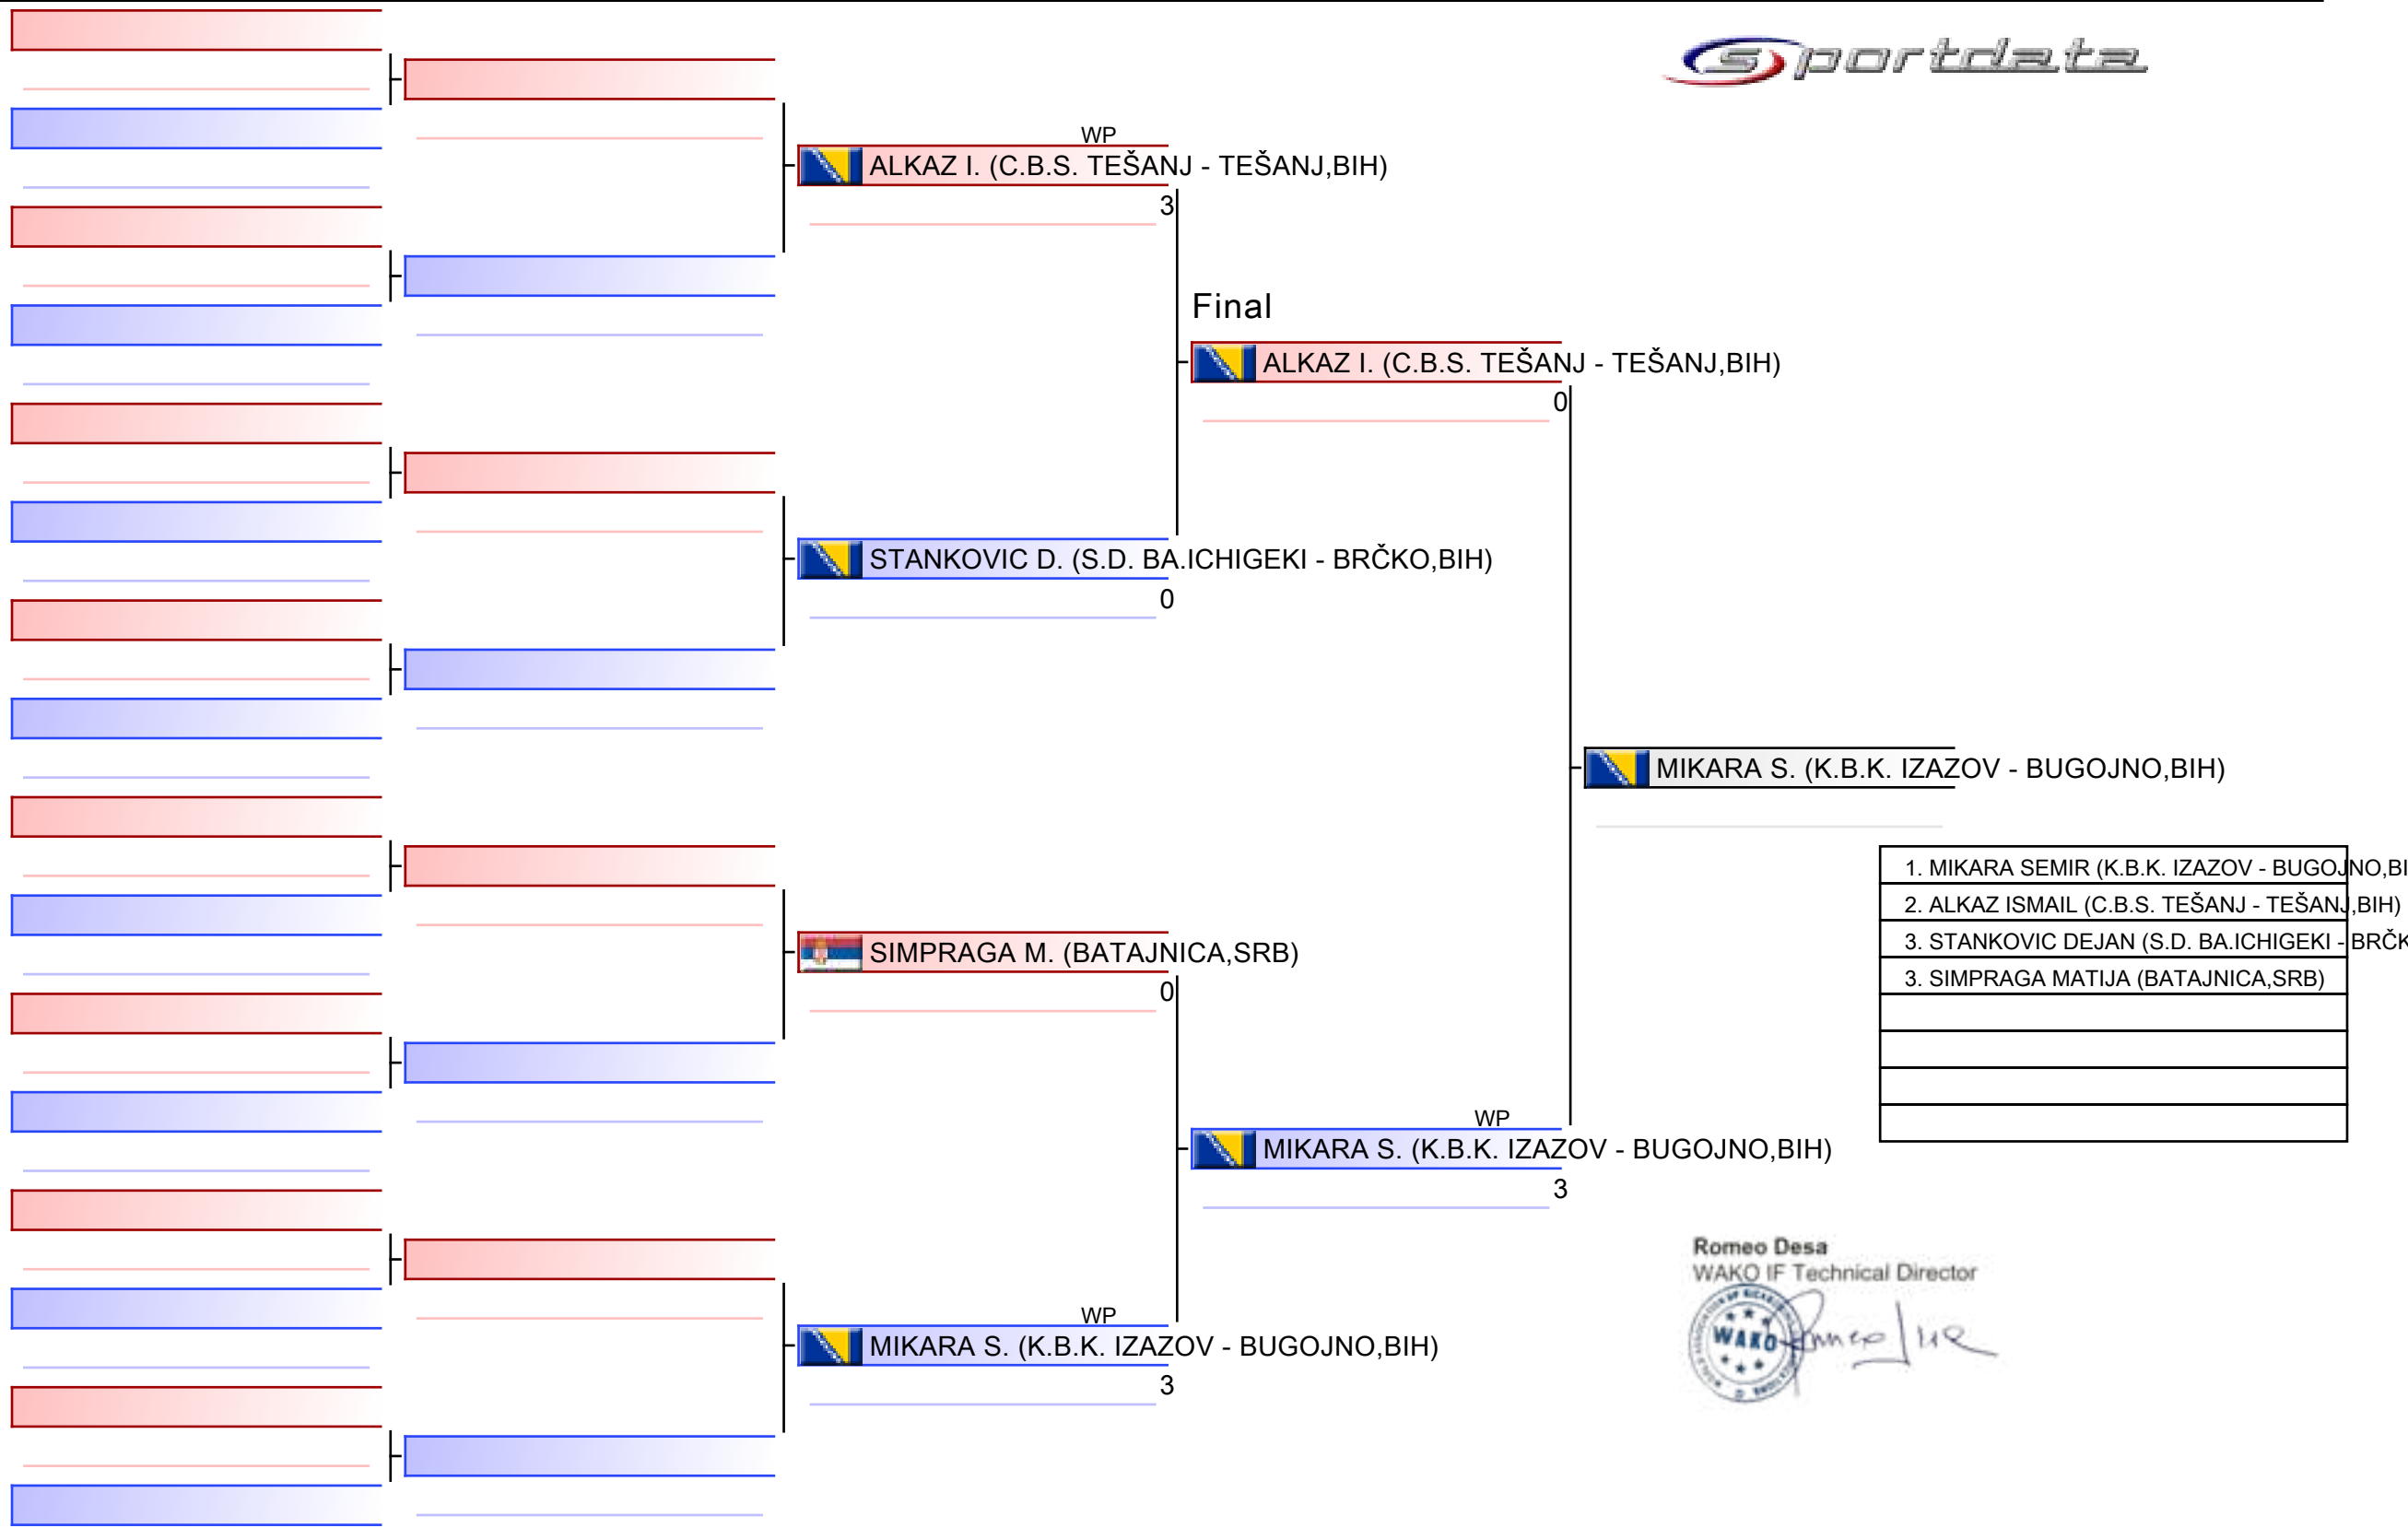 sportdata
WP
ALKAZ I. (C.B.S. TEŠANJ - TEŠANJ,BIH)
3
Final
ALKAZ I. (C.B.S. TEŠANJ - TEŠANJ,BIH)
0
STANKOVIC D. (S.D. BA.ICHIGEKI - BRČKO,BIH)
0
MIKARA S. (K.B.K. IZAZOV - BUGOJNO,BIH)
1. MIKARA SEMIR (K.B.K. IZAZOV - BUGOJNO,BI
2. ALKAZ ISMAIL (C.B.S. TEŠANJ - TEŠANJ,BIH)
3. STANKOVIC DEJAN (S.D. BA.ICHIGEKI - BRČK
3. SIMPRAGA MATIJA (BATAJNICA,SRB)
SIMPRAGA M. (BATAJNICA,SRB)
0
WP
MIKARA S. (K.B.K. IZAZOV - BUGOJNO,BIH)
3
WP
MIKARA S. (K.B.K. IZAZOV - BUGOJNO,BIH)
3
Romeo Desa
WAKO IF Technical Director
WAKO